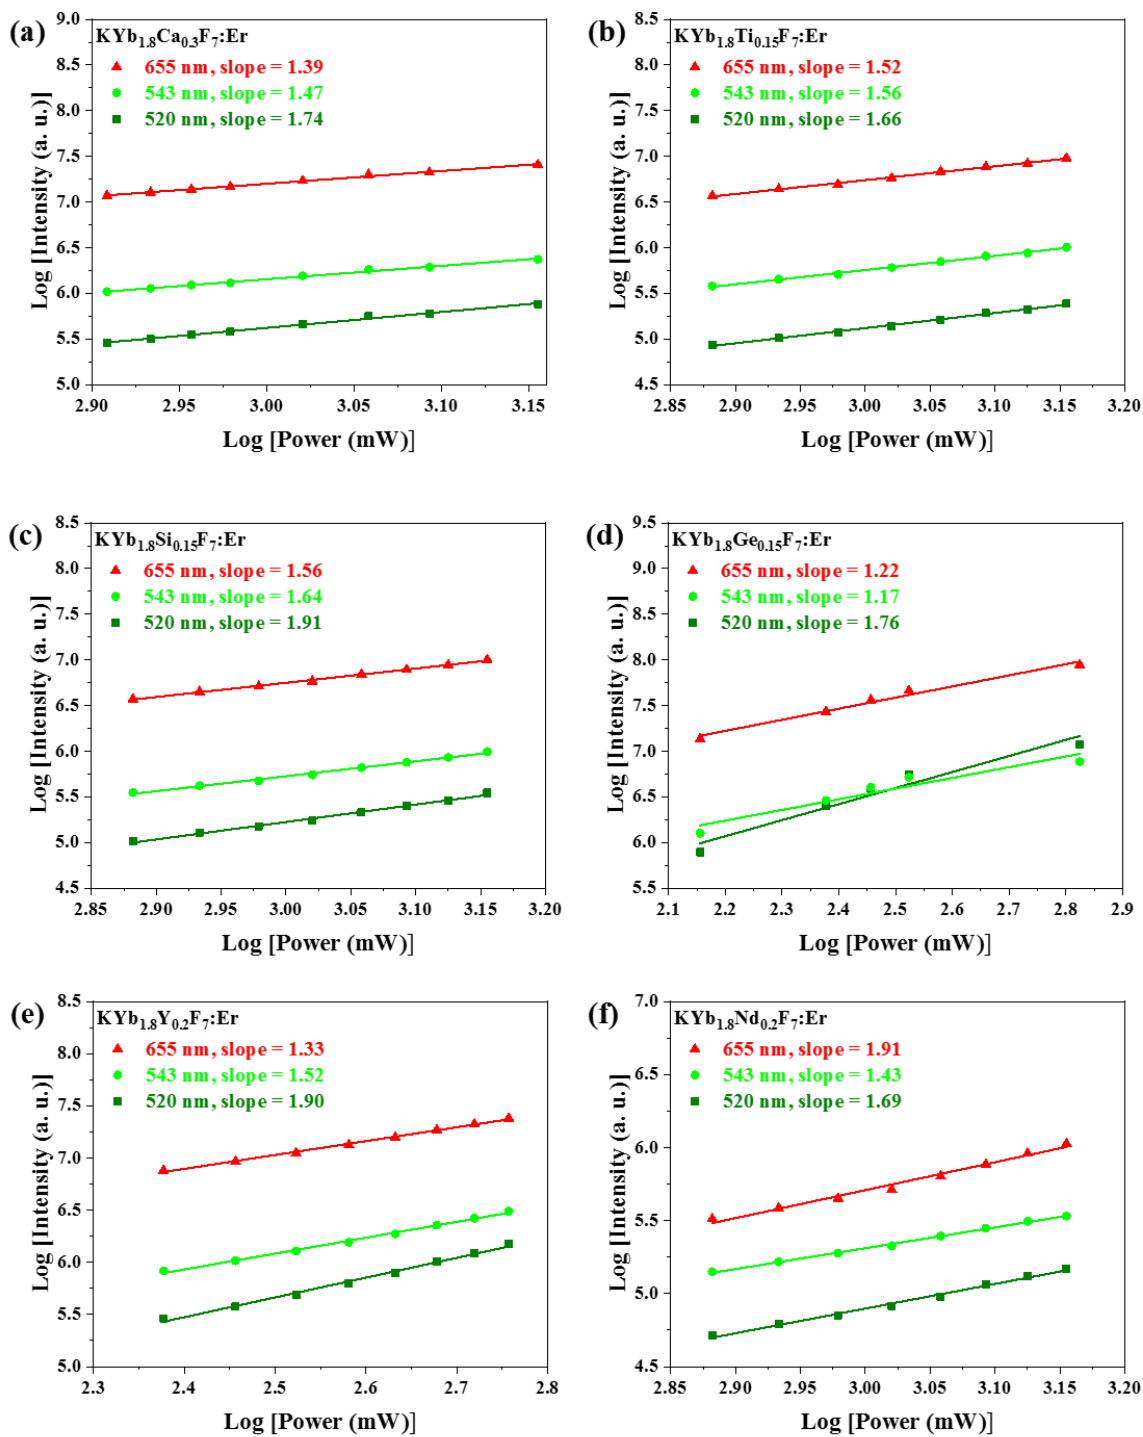 (a)
KYb1.8Ca0.3F7:Er
655 nm, slope = 1.39
543 nm, slope = 1.47
520 nm, slope = 1.74
Log [Intensity (a. u.)]
9.0
8.5
8.0
7.5
7.0
6.5
6.0
5.5
5.0
2.90 2.95 3.00 3.05 3.10 3.15
Log [Power (mW)]
(b)
KYb1.8Ti0.15F7:Er
655 nm, slope = 1.52
543 nm, slope = 1.56
520 nm, slope = 1.66
Log [Intensity (a. u.)]
8.5
8.0
7.5
7.0
6.5
6.0
5.5
5.0
4.5
2.85 2.90 2.95 3.00 3.05 3.10 3.15 3.20
Log [Power (mW)]
(c)
KYb1.8Si0.15F7:Er
655 nm, slope = 1.56
543 nm, slope = 1.64
520 nm, slope = 1.91
Log [Intensity (a. u.)]
8.5
8.0
7.5
7.0
6.5
6.0
5.5
5.0
4.5
2.85 2.90 2.95 3.00 3.05 3.10 3.15 3.20
Log [Power (mW)]
(d)
KYb1.8Ge0.15F7:Er
655 nm, slope = 1.22
543 nm, slope = 1.17
520 nm, slope = 1.76
Log [Intensity (a. u.)]
9.5
9.0
8.5
8.0
7.5
7.0
6.5
6.0
5.5
2.1 2.2 2.3 2.4 2.5 2.6 2.7 2.8 2.9
Log [Power (mW)]
(e)
KYb1.8Y0.2F7:Er
655 nm, slope = 1.33
543 nm, slope = 1.52
520 nm, slope = 1.90
Log [Intensity (a. u.)]
8.5
8.0
7.5
7.0
6.5
6.0
5.5
5.0
2.3 2.4 2.5 2.6 2.7 2.8
Log [Power (mW)]
(f)
KYb1.8Nd0.2F7:Er
655 nm, slope = 1.91
543 nm, slope = 1.43
520 nm, slope = 1.69
Log [Intensity (a. u.)]
7.0
6.5
6.0
5.5
5.0
4.5
2.85 2.90 2.95 3.00 3.05 3.10 3.15 3.20
Log [Power (mW)]